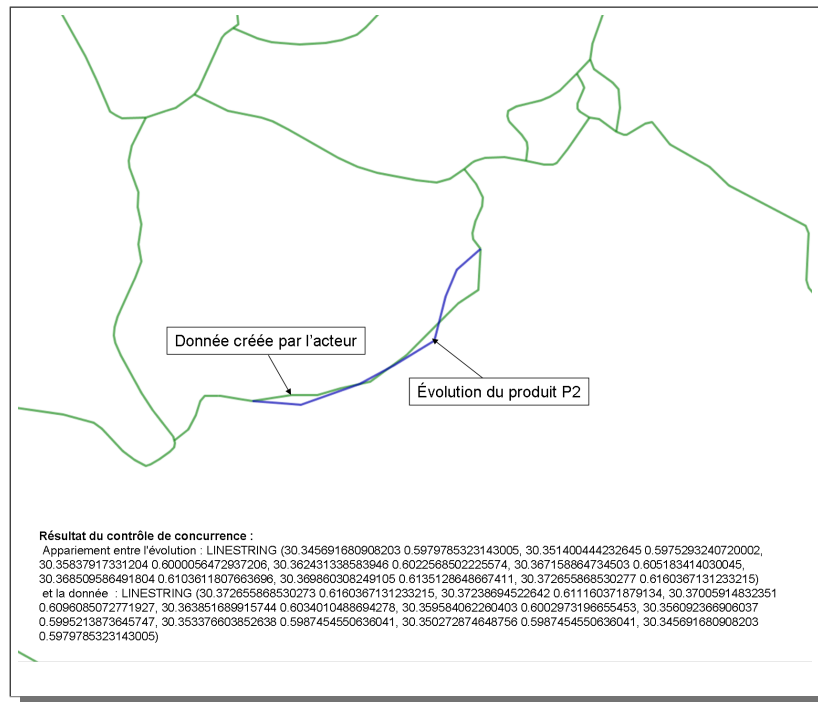 Donnée créée par l'acteur
Évolution du produit P2
Résultat du contrôle de concurrence :
Appariement entre l'évolution : LINESTRING (30.345691680908203 0.5979785323143005, 30.351400444232645 0.5975293240720002,
30.35837917331204 0.6000056472937206, 30.362431338583946 0.6022568502225574, 30.367158864734503 0.605183414030045,
30.368509586491804 0.6103611807663696, 30.369860308249105 0.6135128648667411, 30.372655868530277 0.6160367131233215)
et la donnée : LINESTRING (30.372655868530273 0.6160367131233215, 30.37238694522642 0.611160371879134, 30.37005914832351
0.6096085072771927, 30.363851689915744 0.6034010488694278, 30.359584062260403 0.6002973196655453, 30.356092366906037
0.5995213873645747, 30.353376603852638 0.5987454550636041, 30.350272874648756 0.5987454550636041, 30.345691680908203
0.5979785323143005)